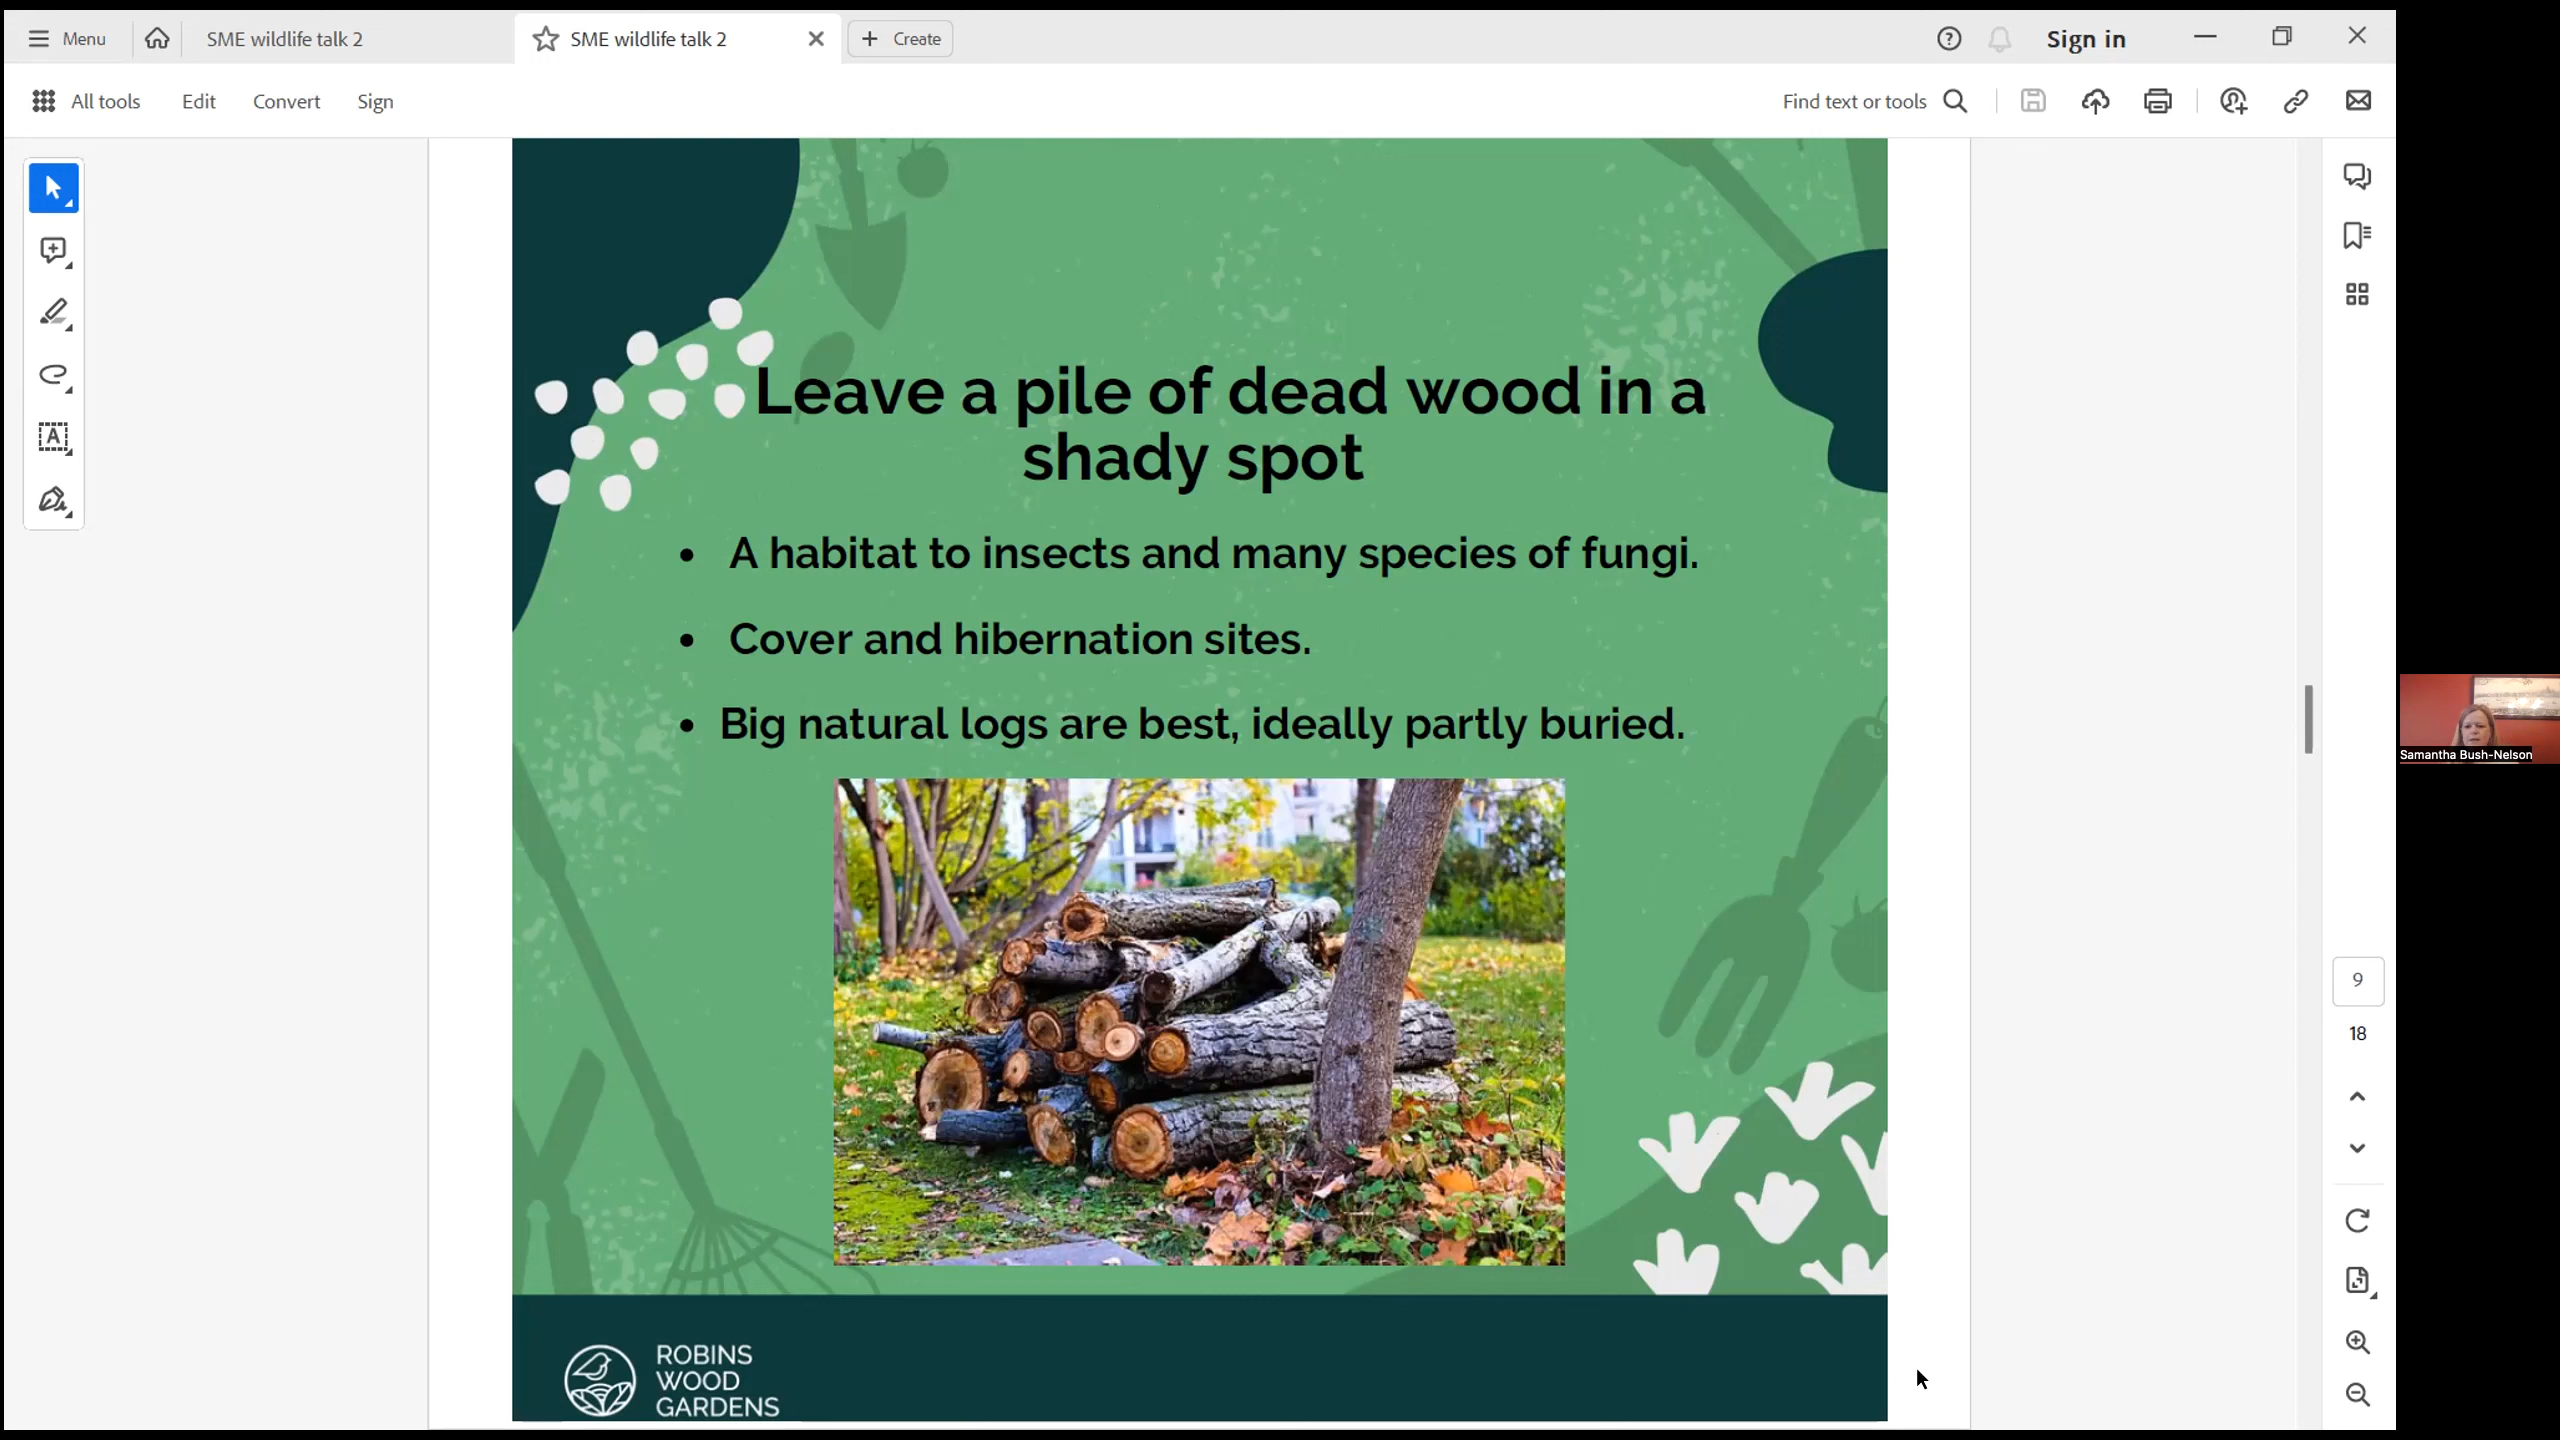 Menu
SME wildlife talk 2
SME wildlife talk 2
Create
Sign in
All tools
Edit
Convert
Sign
Find text or tools
Leave a pile of dead wood in a
shady spot
• A habitat to insects and many species of fungi.
• Cover and hibernation sites.
• Big natural logs are best, ideally partly buried.
Samantha Bush-Nelson
9
18
ROBINS
WOOD
GARDENS